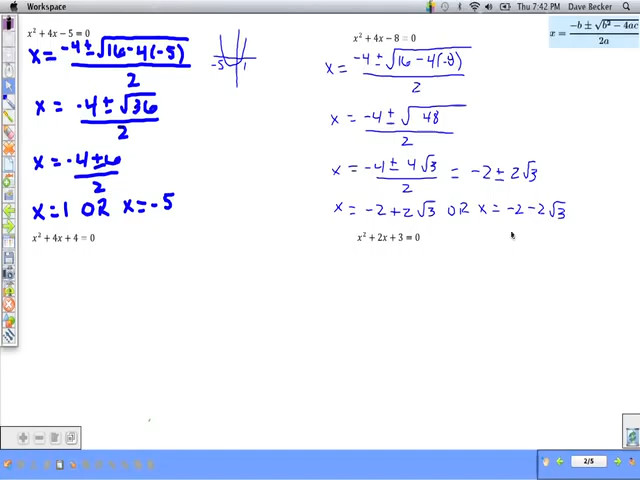 Workspace
Thu 7:42 PM Dave Becker
x² + 4x − 5 = 0
x = (−4 ± √(16 − 4(−5)))/2
x = (−4 ± √36)/2
x = (−4 ± 6)/2
x = 1 OR x = −5
−5 1
x² + 4x + 4 = 0
x² + 4x − 8 = 0
x = (−4 ± √(16 − 4(−8)))/2
x = (−4 ± √48)/2
x = (−4 ± 4√3)/2 = −2 ± 2√3
x = −2 + 2√3 OR x = −2 − 2√3
x² + 2x + 3 = 0
x = (−b ± √(b² − 4ac))/2a
2/5